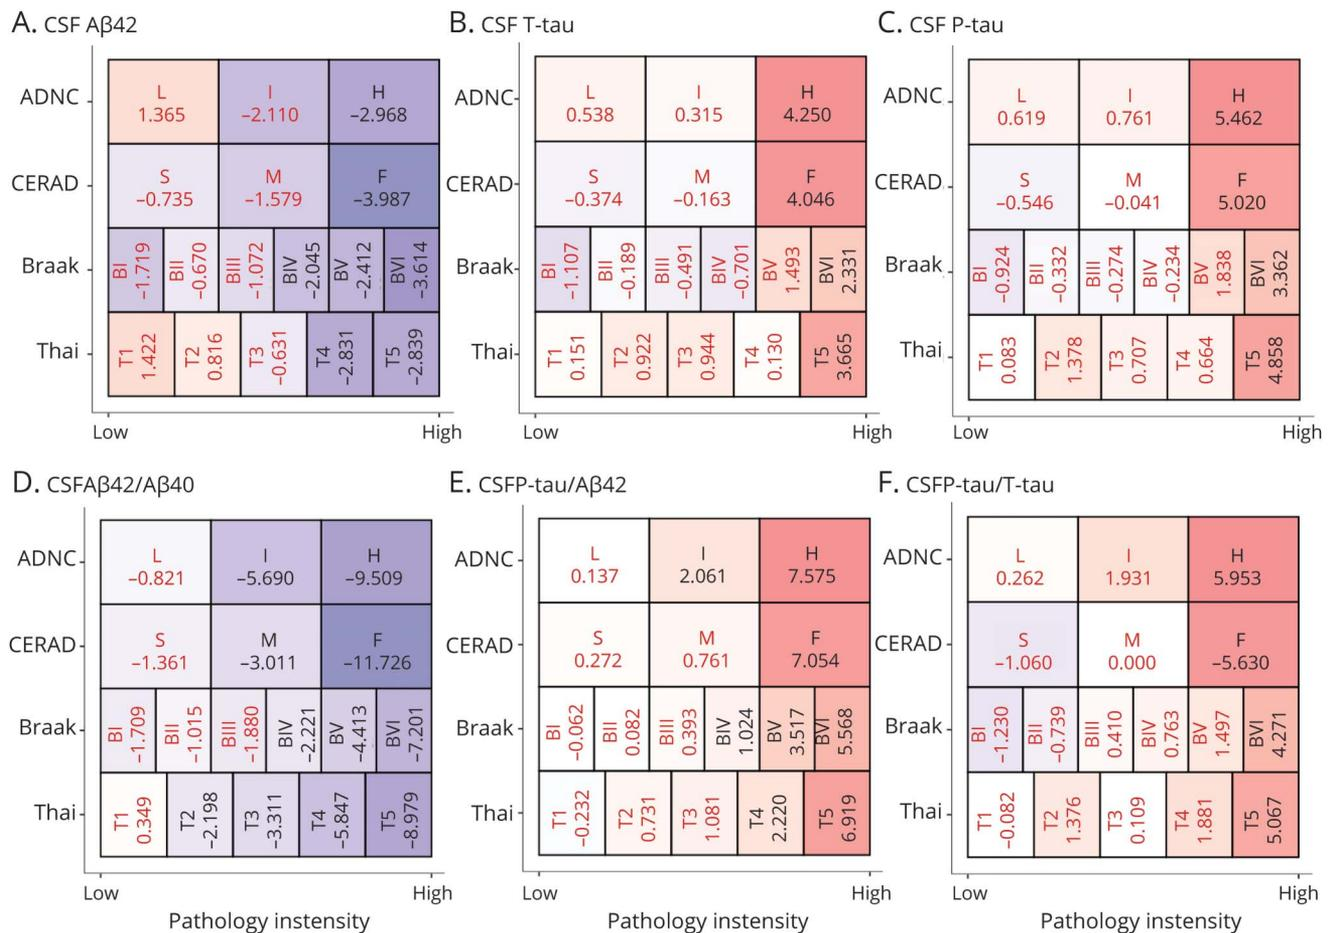 A. CSF Aβ42
ADNC
L
1.365
I
−2.110
H
−2.968
CERAD
S
−0.735
M
−1.579
F
−3.987
Braak
BI
−1.719
BII
−0.670
BIII
−1.072
BIV
−2.045
BV
−2.412
BVI
−3.614
Thai
T1
1.422
T2
0.816
T3
−0.631
T4
−2.831
T5
−2.839
Low
High
B. CSF T-tau
ADNC
L
0.538
I
0.315
H
4.250
CERAD
S
−0.374
M
−0.163
F
4.046
Braak
BI
−1.107
BII
−0.189
BIII
−0.491
BIV
−0.701
BV
1.493
BVI
2.331
Thai
T1
0.151
T2
0.922
T3
0.944
T4
0.130
T5
3.665
Low
High
C. CSF P-tau
ADNC
L
0.619
I
0.761
H
5.462
CERAD
S
−0.546
M
−0.041
F
5.020
Braak
BI
−0.924
BII
−0.332
BIII
−0.274
BIV
−0.234
BV
1.838
BVI
3.362
Thai
T1
0.083
T2
1.378
T3
0.707
T4
0.664
T5
4.858
Low
High
D. CSFAβ42/Aβ40
ADNC
L
−0.821
I
−5.690
H
−9.509
CERAD
S
−1.361
M
−3.011
F
−11.726
Braak
BI
−1.709
BII
−1.015
BIII
−1.880
BIV
−2.221
BV
−4.413
BVI
−7.201
Thai
T1
0.349
T2
−2.198
T3
−3.311
T4
−5.847
T5
−8.979
Low
High
Pathology instensity
E. CSFP-tau/Aβ42
ADNC
L
0.137
I
2.061
H
7.575
CERAD
S
0.272
M
0.761
F
7.054
Braak
BI
−0.062
BII
0.082
BIII
0.393
BIV
1.024
BV
3.517
BVI
5.568
Thai
T1
−0.232
T2
0.731
T3
1.081
T4
2.220
T5
6.919
Low
High
Pathology instensity
F. CSFP-tau/T-tau
ADNC
L
0.262
I
1.931
H
5.953
CERAD
S
−1.060
M
0.000
F
−5.630
Braak
BI
−1.230
BII
−0.739
BIII
0.410
BIV
0.763
BV
1.497
BVI
4.271
Thai
T1
−0.082
T2
1.376
T3
0.109
T4
1.881
T5
5.067
Low
High
Pathology instensity